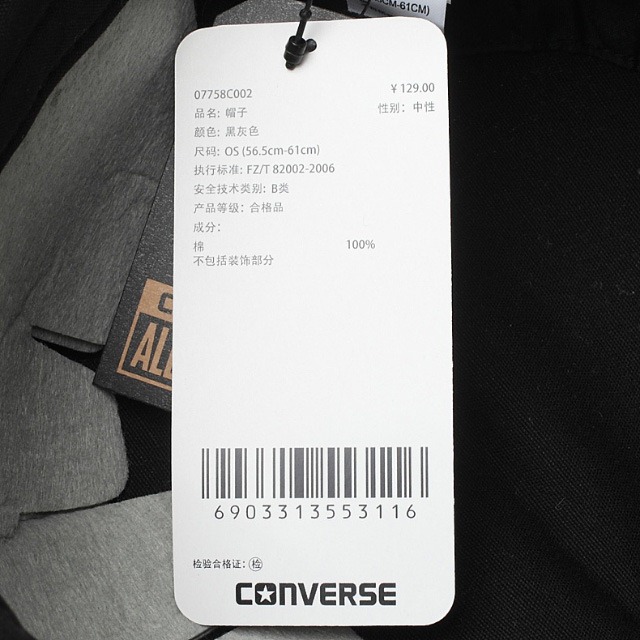 CM-61CM)
07758C002 ¥129.00
品名: 帽子 性别: 中性
颜色: 黑灰色
尺码: OS (56.5cm-61cm)
执行标准: FZ/T 82002-2006
安全技术类别: B类
产品等级: 合格品
成分:
棉 100%
不包括装饰部分
ALL
6903313553116
检验合格证: 检
CONVERSE